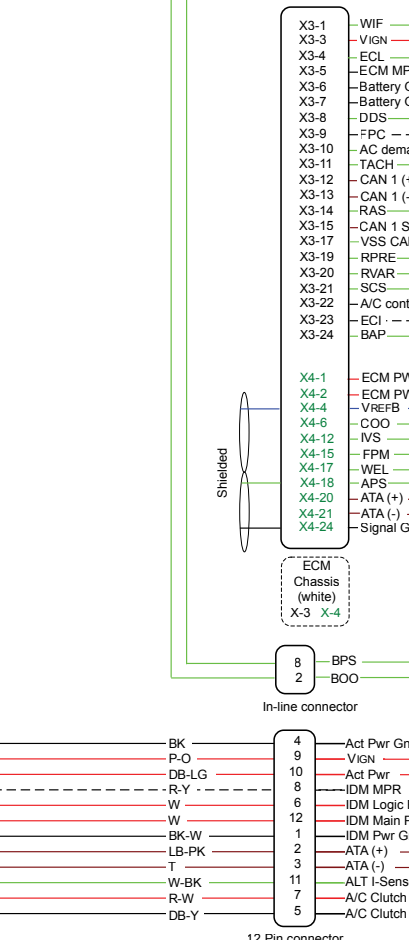 X3-1 WIF
X3-3 VIGN
X3-4 ECL
X3-5 ECM
X3-6 Battery
X3-7 Battery
X3-8 DDS
X3-9 FPC
X3-10 AC
X3-11 TACH
X3-12 CAN 1
X3-13 CAN 1
X3-14 RAS
X3-15 CAN 1
X3-17 VSS
X3-19 RPRE
X3-20 RVAR
X3-21 SCS
X3-22 A/C
X3-23 ECI
X3-24 BAP
X4-1 ECM
X4-2 ECM
X4-4 VREFB
X4-6 COO
X4-12 IVS
X4-15 FPM
X4-17 WEL
X4-18 APS
X4-20 ATA (+)
X4-21 ATA (-)
X4-24 Signal
Shielded
ECM
Chassis
(white)
X-3 X-4
8 BPS
2 BOO
In-line connector
BK 4 Act Pwr
P-O 9 VIGN
DB-LG 10 Act Pwr
R-Y 8 IDM MPR
W 6 IDM Logic
W 12 IDM Main
BK-W 1 IDM Pwr
LB-PK 2 ATA (+)
T 3 ATA (-)
W-BK 11 ALT I-Sens
R-W 7 A/C Clutch
DB-Y 5 A/C Clutch
12 Pin connector